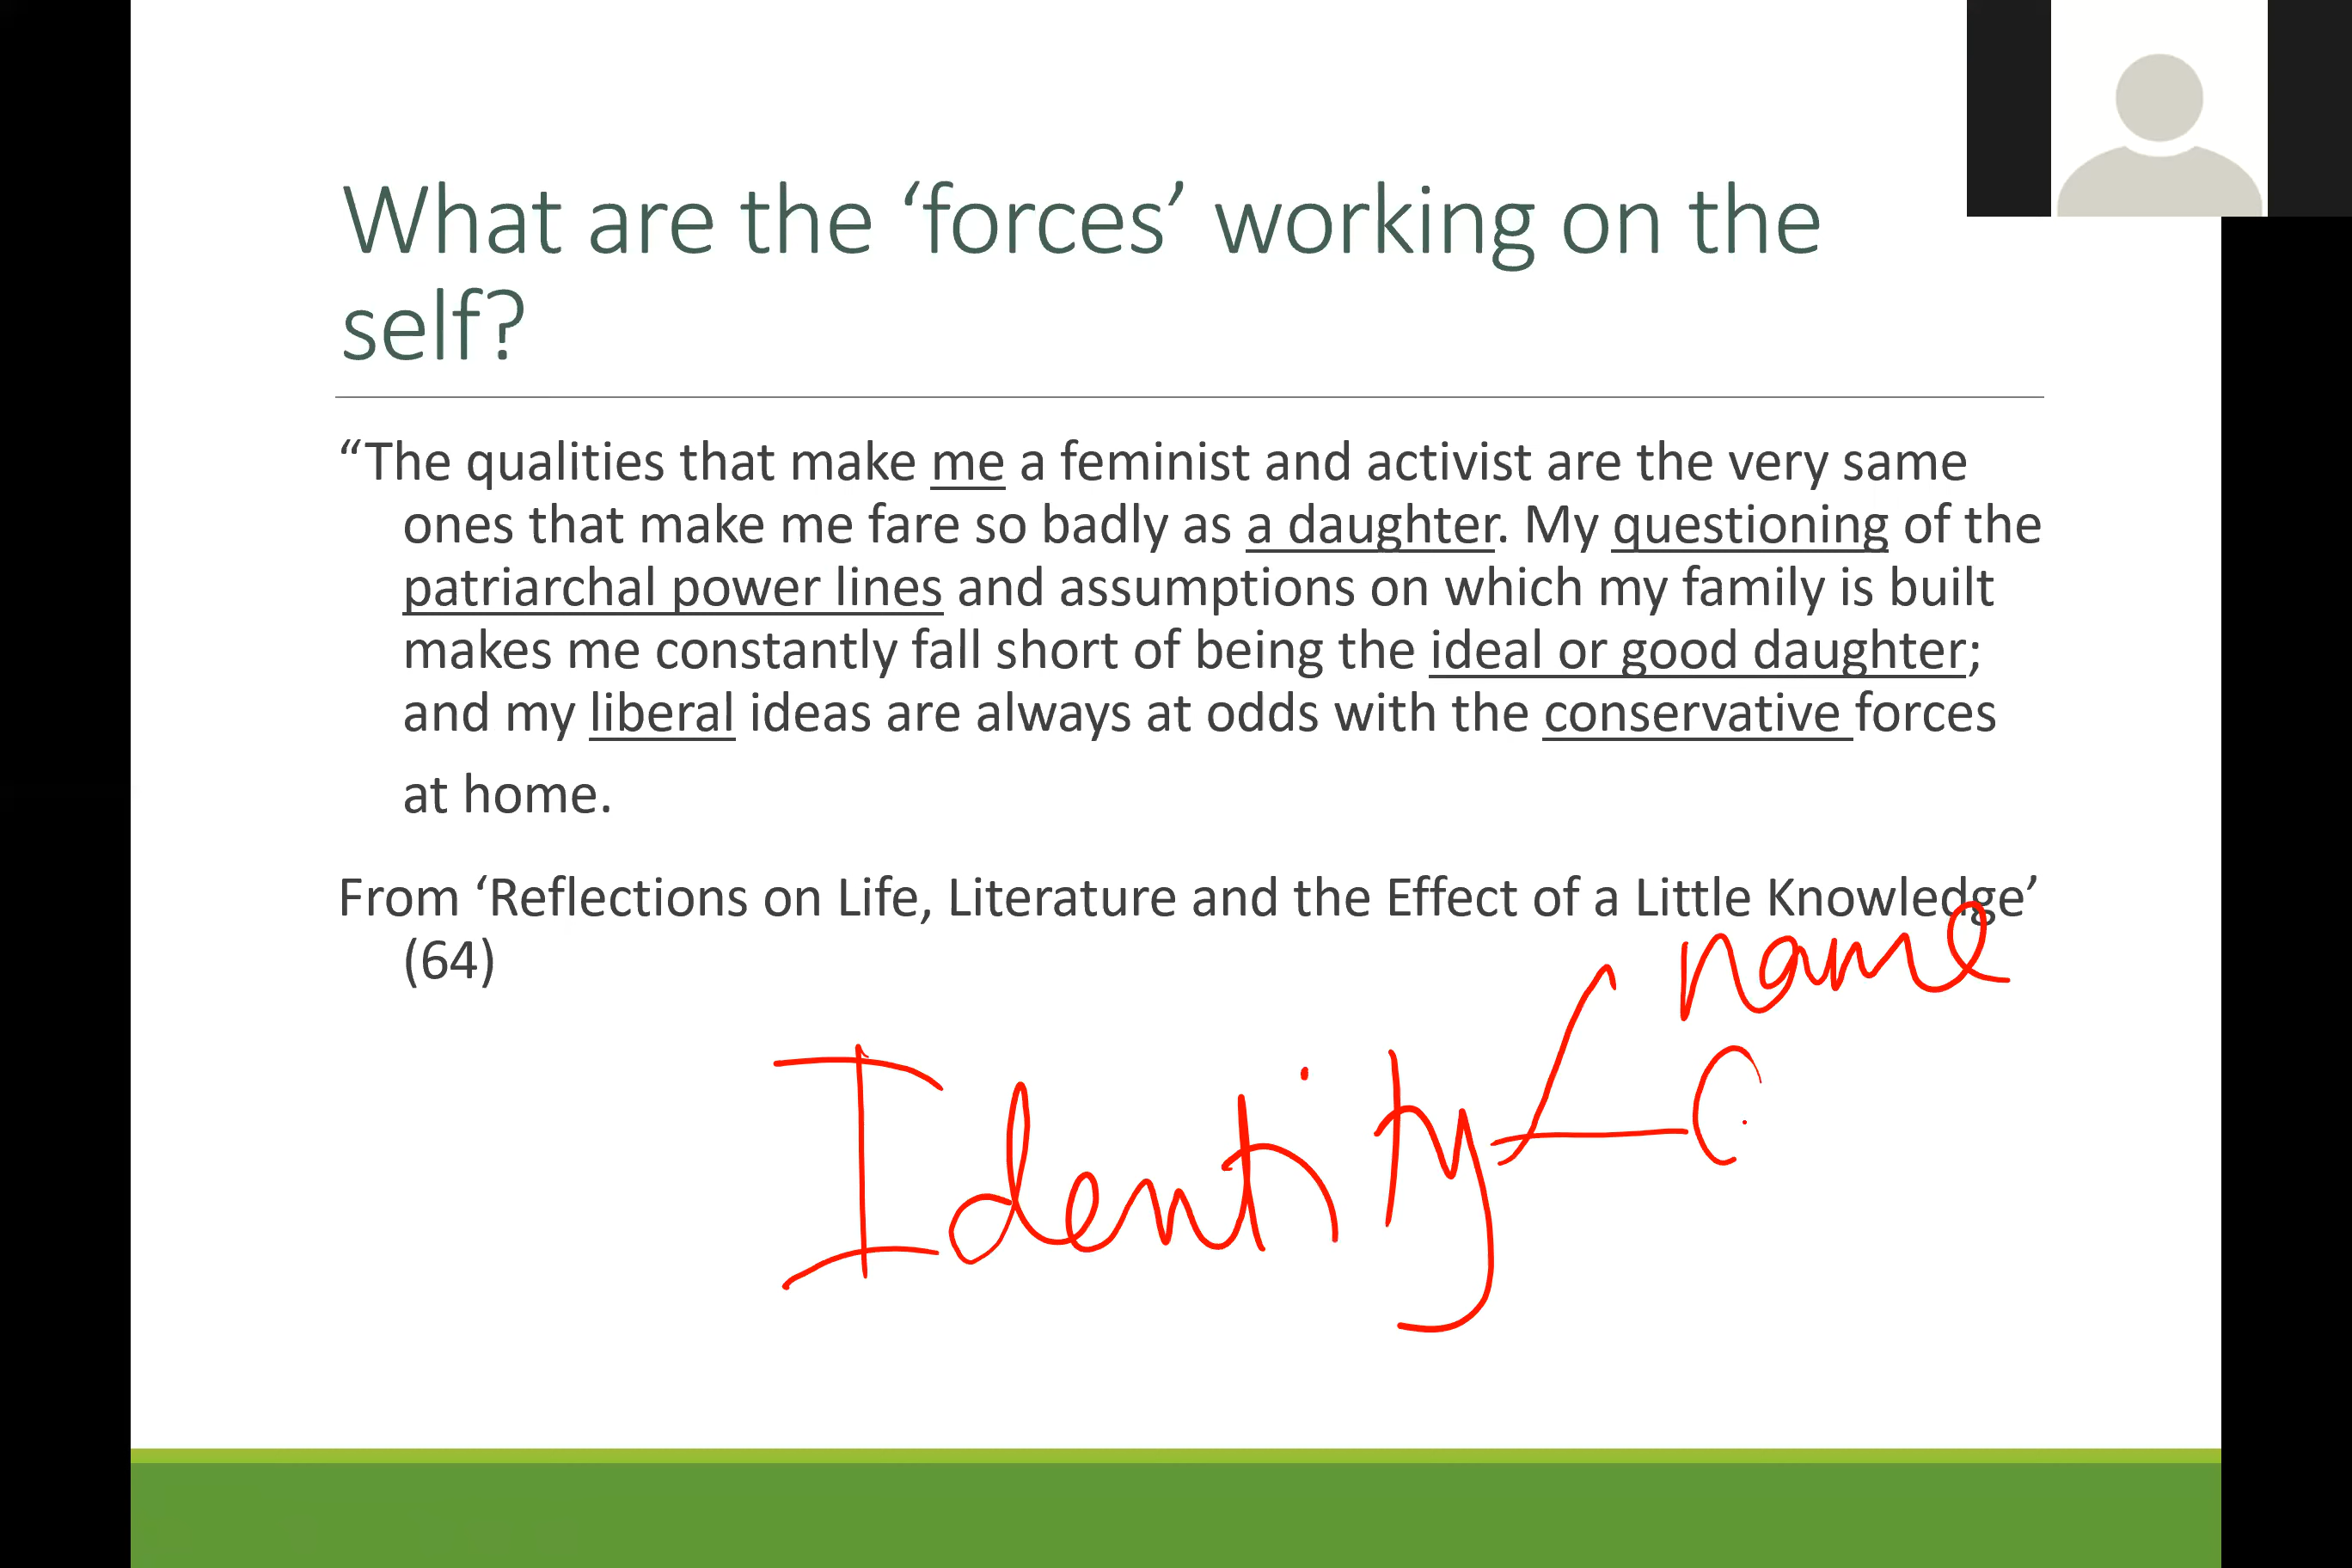 What are the ‘forces’ working on the
self?
“The qualities that make me a feminist and activist are the very same
ones that make me fare so badly as a daughter. My questioning of the
patriarchal power lines and assumptions on which my family is built
makes me constantly fall short of being the ideal or good daughter;
and my liberal ideas are always at odds with the conservative forces
at home.
From ‘Reflections on Life, Literature and the Effect of a Little Knowledge’
(64)
name
Identity